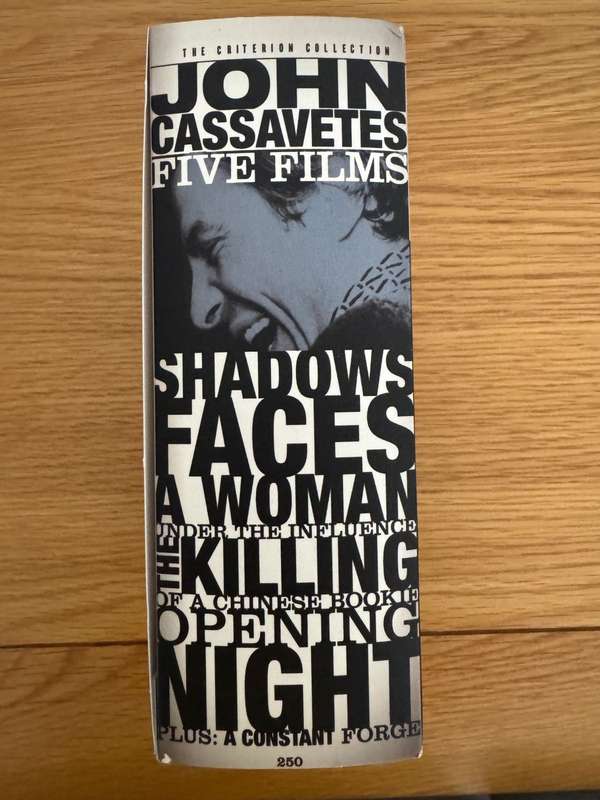 THE CRITERION COLLECTION
JOHN
CASSAVETES
FIVE FILMS
SHADOWS
FACES
A WOMAN
UNDER THE INFLUENCE
THE KILLING
OF A CHINESE BOOKIE
OPENING
NIGHT
PLUS: A CONSTANT FORGE
250